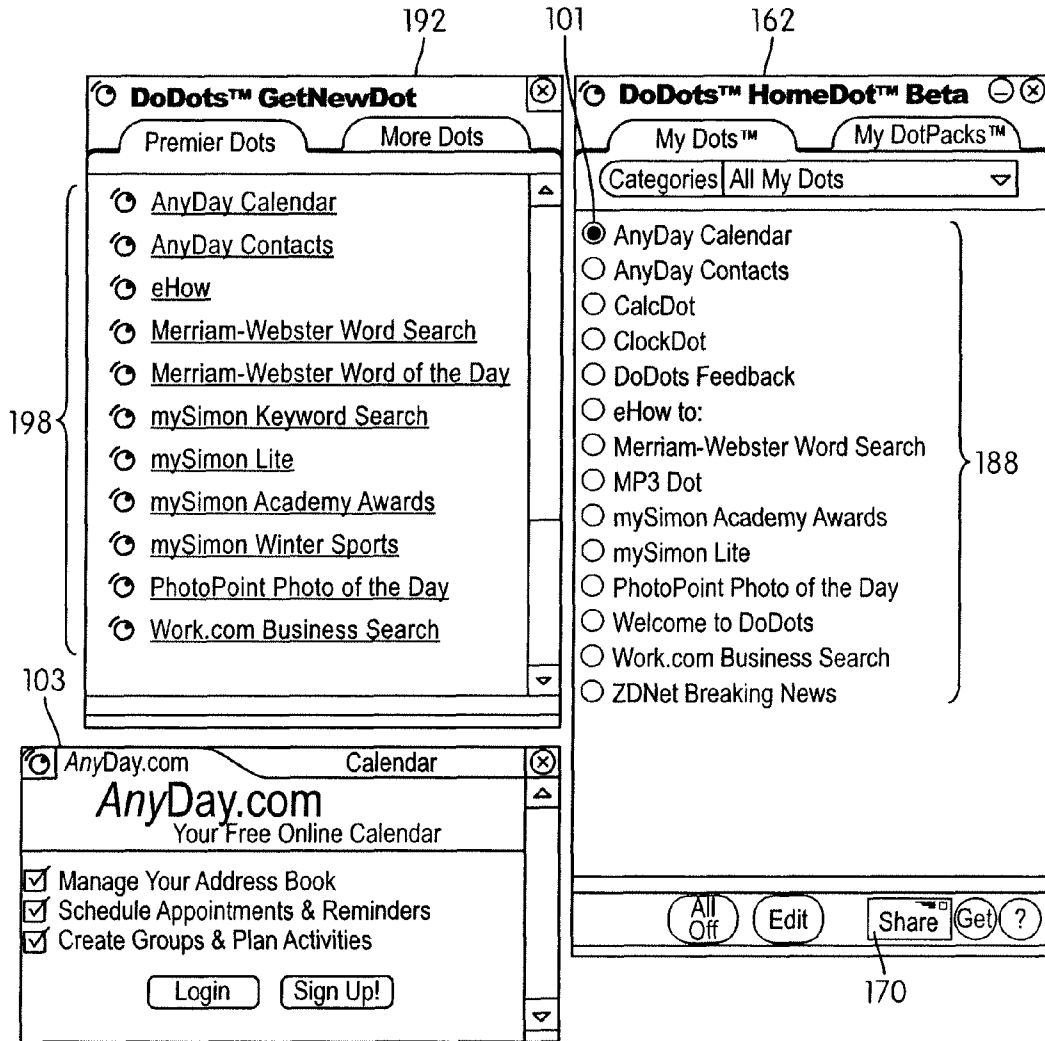 192
101
162
DoDots™ GetNewDot
Premier Dots
More Dots
AnyDay Calendar
AnyDay Contacts
eHow
Merriam-Webster Word Search
Merriam-Webster Word of the Day
mySimon Keyword Search
mySimon Lite
mySimon Academy Awards
mySimon Winter Sports
PhotoPoint Photo of the Day
Work.com Business Search
198
DoDots™ HomeDot™ Beta
My Dots™
My DotPacks™
Categories All My Dots
AnyDay Calendar
AnyDay Contacts
CalcDot
ClockDot
DoDots Feedback
eHow to:
Merriam-Webster Word Search
MP3 Dot
mySimon Academy Awards
mySimon Lite
PhotoPoint Photo of the Day
Welcome to DoDots
Work.com Business Search
ZDNet Breaking News
188
All Off
Edit
Share
Get
?
170
103
AnyDay.com
Calendar
AnyDay.com
Your Free Online Calendar
Manage Your Address Book
Schedule Appointments & Reminders
Create Groups & Plan Activities
Login
Sign Up!